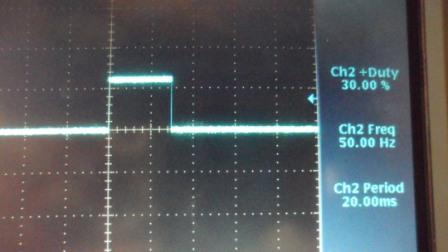 Ch2 +Duty
30.00 %
Ch2 Freq
50.00 Hz
Ch2 Period
20.00ms